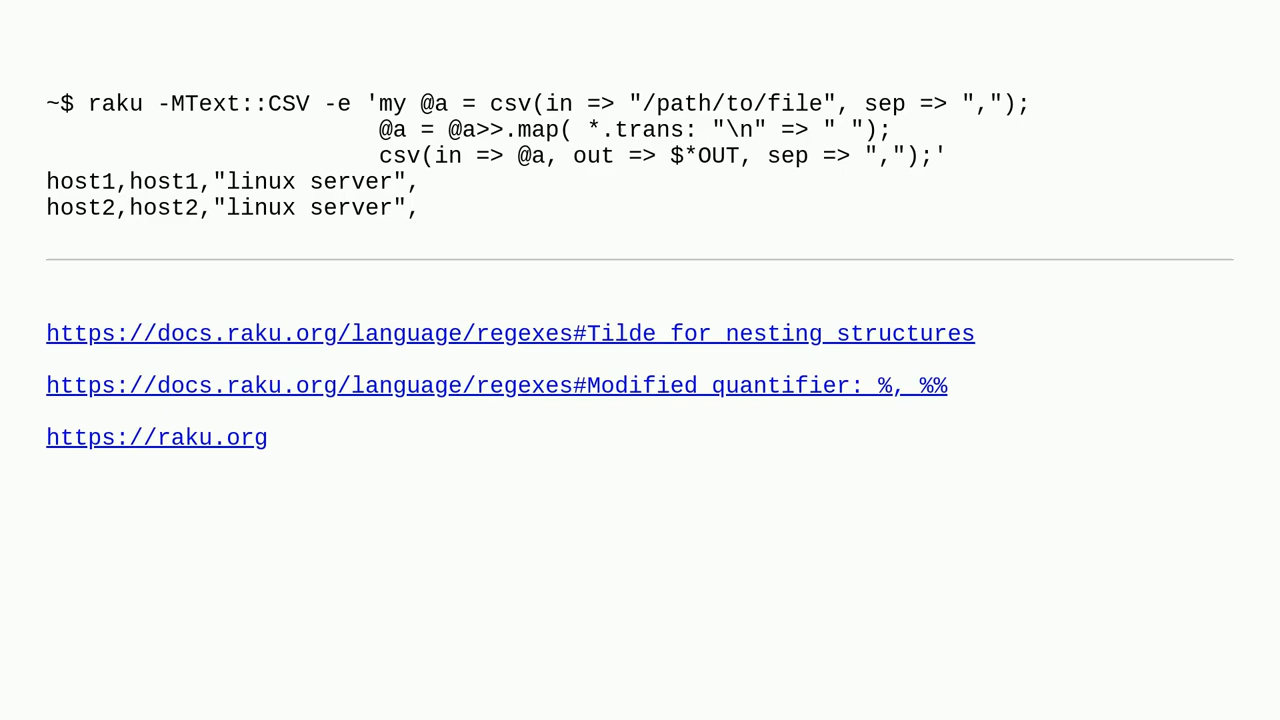 ~$ raku -MText::CSV -e 'my @a = csv(in => "/path/to/file", sep => ",");
@a = @a>>.map( *.trans: "\n" => " ");
csv(in => @a, out => $*OUT, sep => ",");'
host1,host1,"linux server",
host2,host2,"linux server",
https://docs.raku.org/language/regexes#Tilde_for_nesting_structures
https://docs.raku.org/language/regexes#Modified_quantifier:_%,_%%
https://raku.org